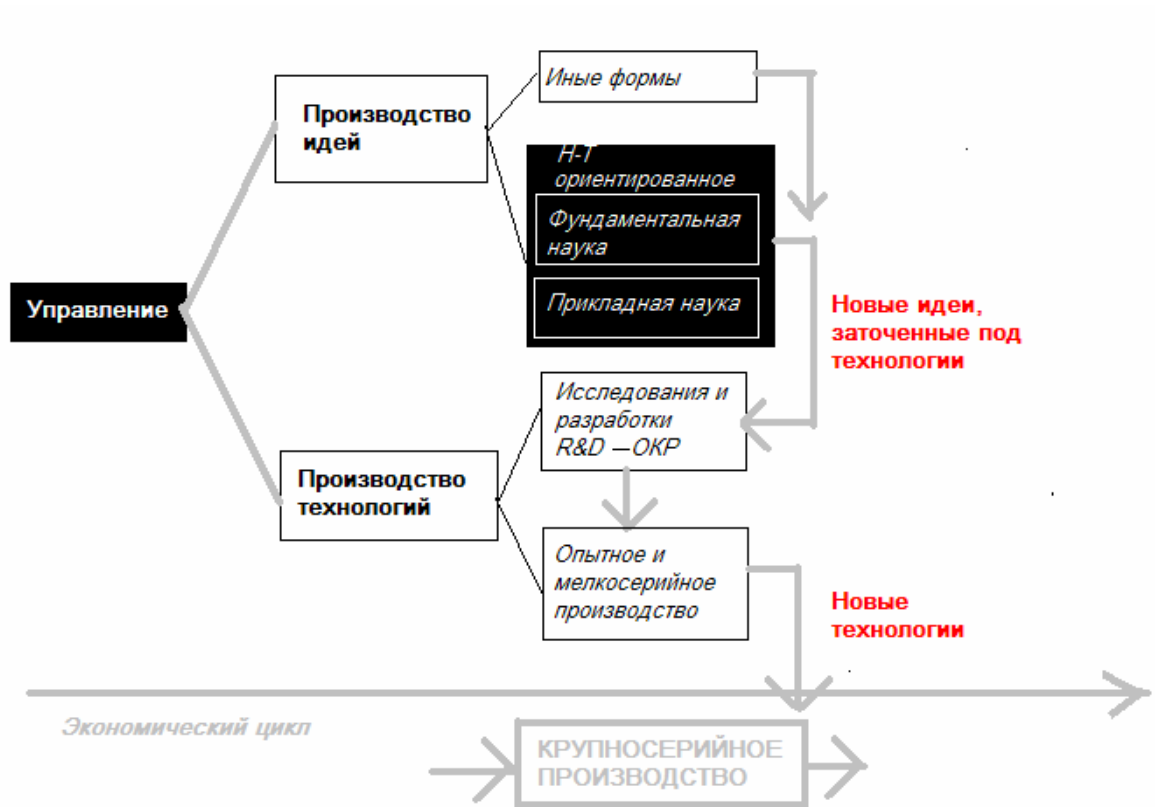 Иные формы
Производство
идей
Н-Т
ориентированное
Фундаментальная
наука
Прикладная наука
Управление
Новые идеи,
заточенные под
технологии
Исследования и
разработки
R&D —ОКР
Производство
технологий
Опытное и
мелкосерийное
производство
Новые
технологии
Экономический цикл
КРУПНОСЕРИЙНОЕ
ПРОИЗВОДСТВО